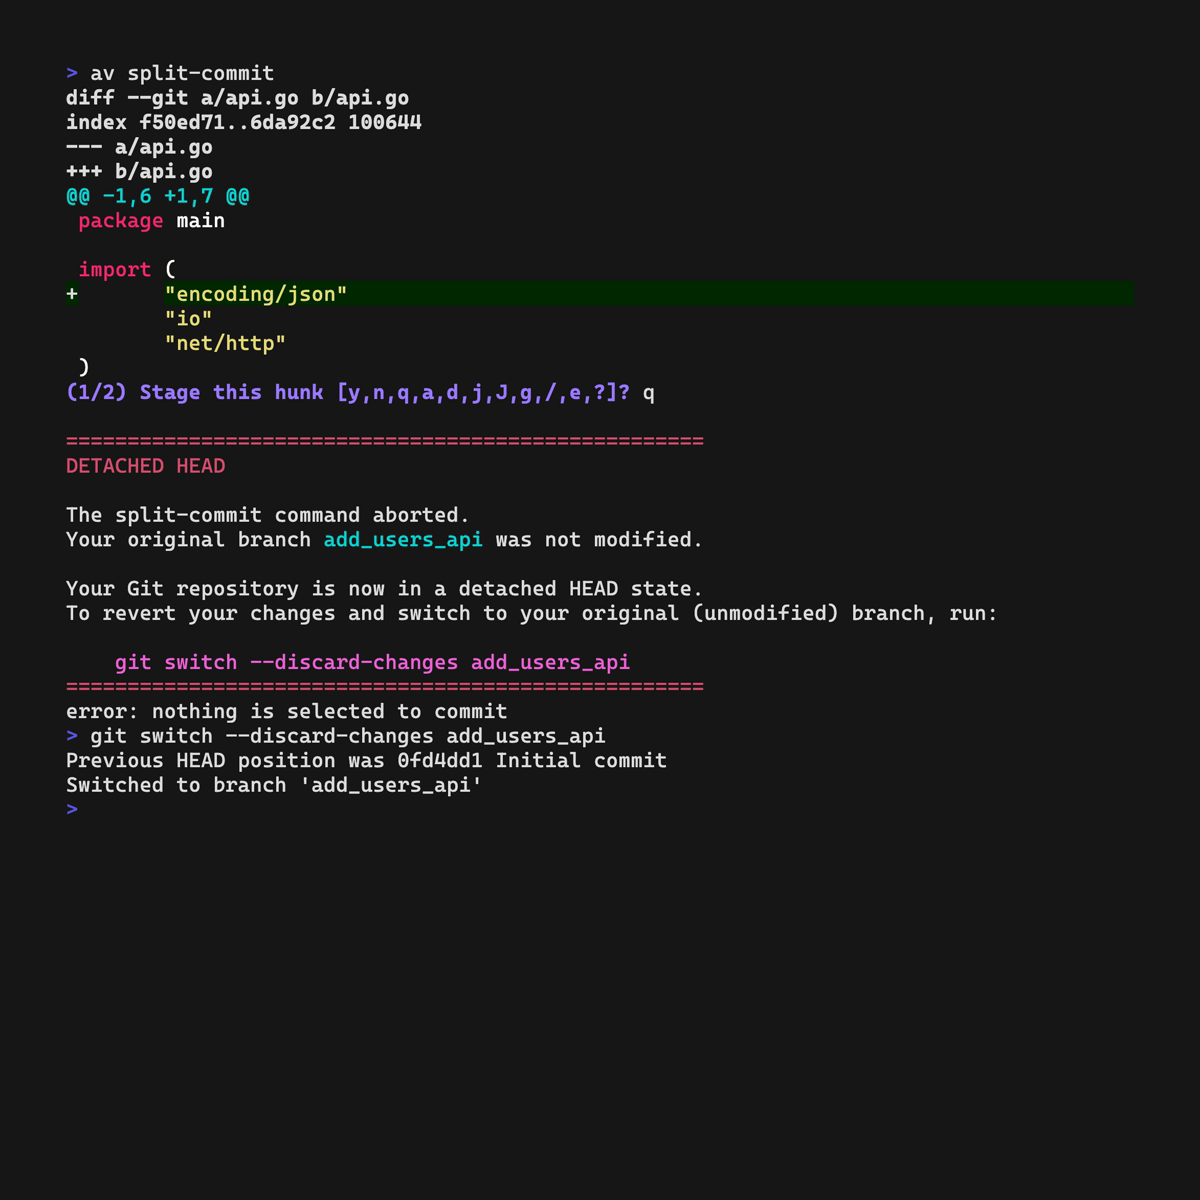 > av split-commit
diff --git a/api.go b/api.go
index f50ed71..6da92c2 100644
--- a/api.go
+++ b/api.go
@@ -1,6 +1,7 @@
 package main

 import (
+       "encoding/json"
        "io"
        "net/http"
 )
(1/2) Stage this hunk [y,n,q,a,d,j,J,g,/,e,?]? q

====================================================
DETACHED HEAD

The split-commit command aborted.
Your original branch add_users_api was not modified.

Your Git repository is now in a detached HEAD state.
To revert your changes and switch to your original (unmodified) branch, run:

    git switch --discard-changes add_users_api
====================================================
error: nothing is selected to commit
> git switch --discard-changes add_users_api
Previous HEAD position was 0fd4dd1 Initial commit
Switched to branch 'add_users_api'
>